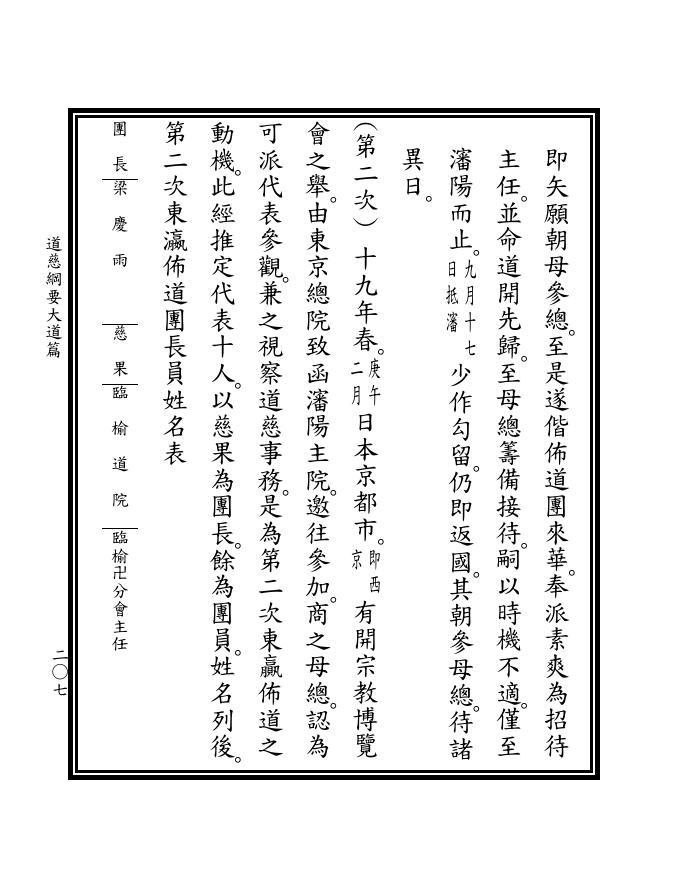 即矢願朝母參總。至是遂偕佈道團來華。奉派素爽為招待
主任。並命道開先歸。至母總籌備接待。嗣以時機不適。僅至
瀋陽而止。九月十七日抵瀋少作勾留。仍即返國。其朝參母總。待諸
異日。
(第二次)十九年春。庚午二月日本京都市。即西京有開宗教博覽
會之舉。由東京總院致函瀋陽主院。邀往參加。商之母總。認為
可派代表參觀。兼之視察道慈事務。是為第二次東贏佈道之
動機。此經推定代表十人。以慈果為團長。餘為團員。姓名列後。
第二次東瀛佈道團長員姓名表
團長 梁慶雨 慈果 臨榆道院 臨榆卍分會主任
道慈綱要大道篇
二〇七